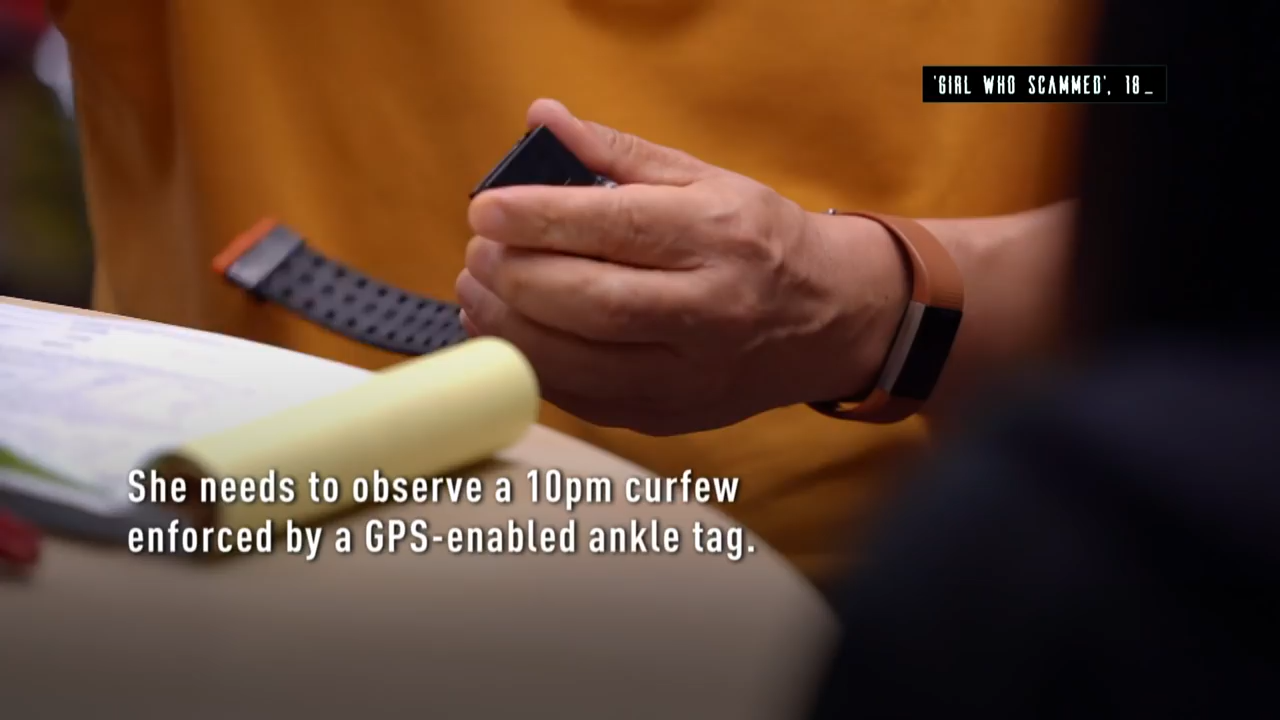 'GIRL WHO SCAMMED', 18_
She needs to observe a 10pm curfew
enforced by a GPS-enabled ankle tag.